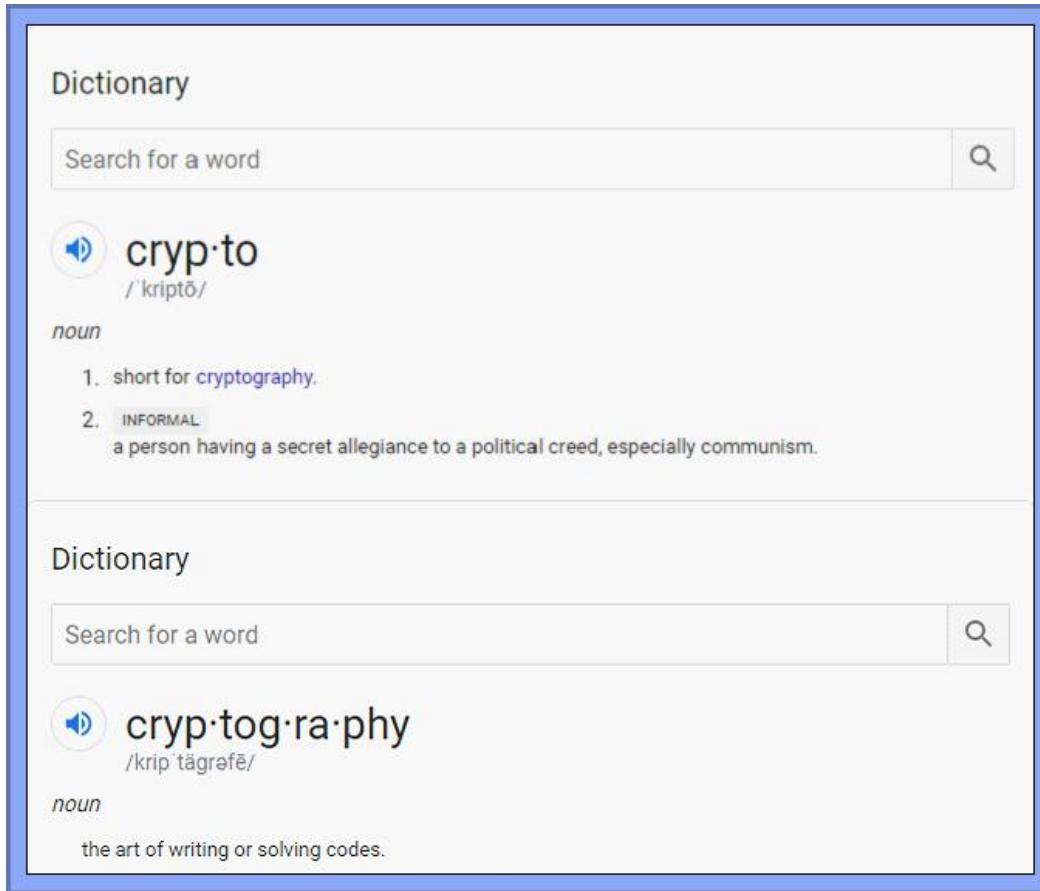 Dictionary
Search for a word
cryp·to
/ˈkriptō/
noun
1. short for cryptography.
2. INFORMAL
a person having a secret allegiance to a political creed, especially communism.
Dictionary
Search for a word
cryp·tog·ra·phy
/kripˈtägrəfē/
noun
the art of writing or solving codes.